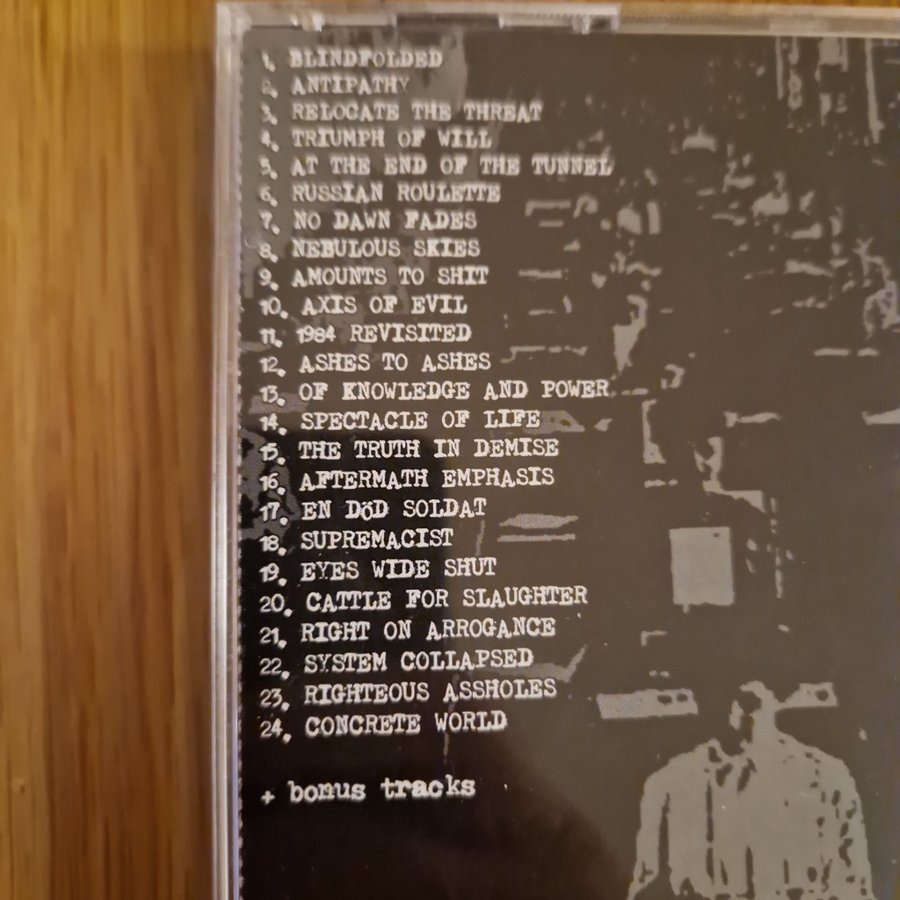 1. BLINDFOLDED
2. ANTIPATHY
3. RELOCATE THE THREAT
4. TRIUMPH OF WILL
5. AT THE END OF THE TUNNEL
6. RUSSIAN ROULETTE
7. NO DAWN FADES
8. NEBULOUS SKIES
9. AMOUNTS TO SHIT
10. AXIS OF EVIL
11. 1984 REVISITED
12. ASHES TO ASHES
13. OF KNOWLEDGE AND POWER
14. SPECTACLE OF LIFE
15. THE TRUTH IN DEMISE
16. AFTERMATH EMPHASIS
17. EN DÖD SOLDAT
18. SUPREMACIST
19. EYES WIDE SHUT
20. CATTLE FOR SLAUGHTER
21. RIGHT ON ARROGANCE
22. SYSTEM COLLAPSED
23. RIGHTEOUS ASSHOLES
24. CONCRETE WORLD
+ bonus tracks